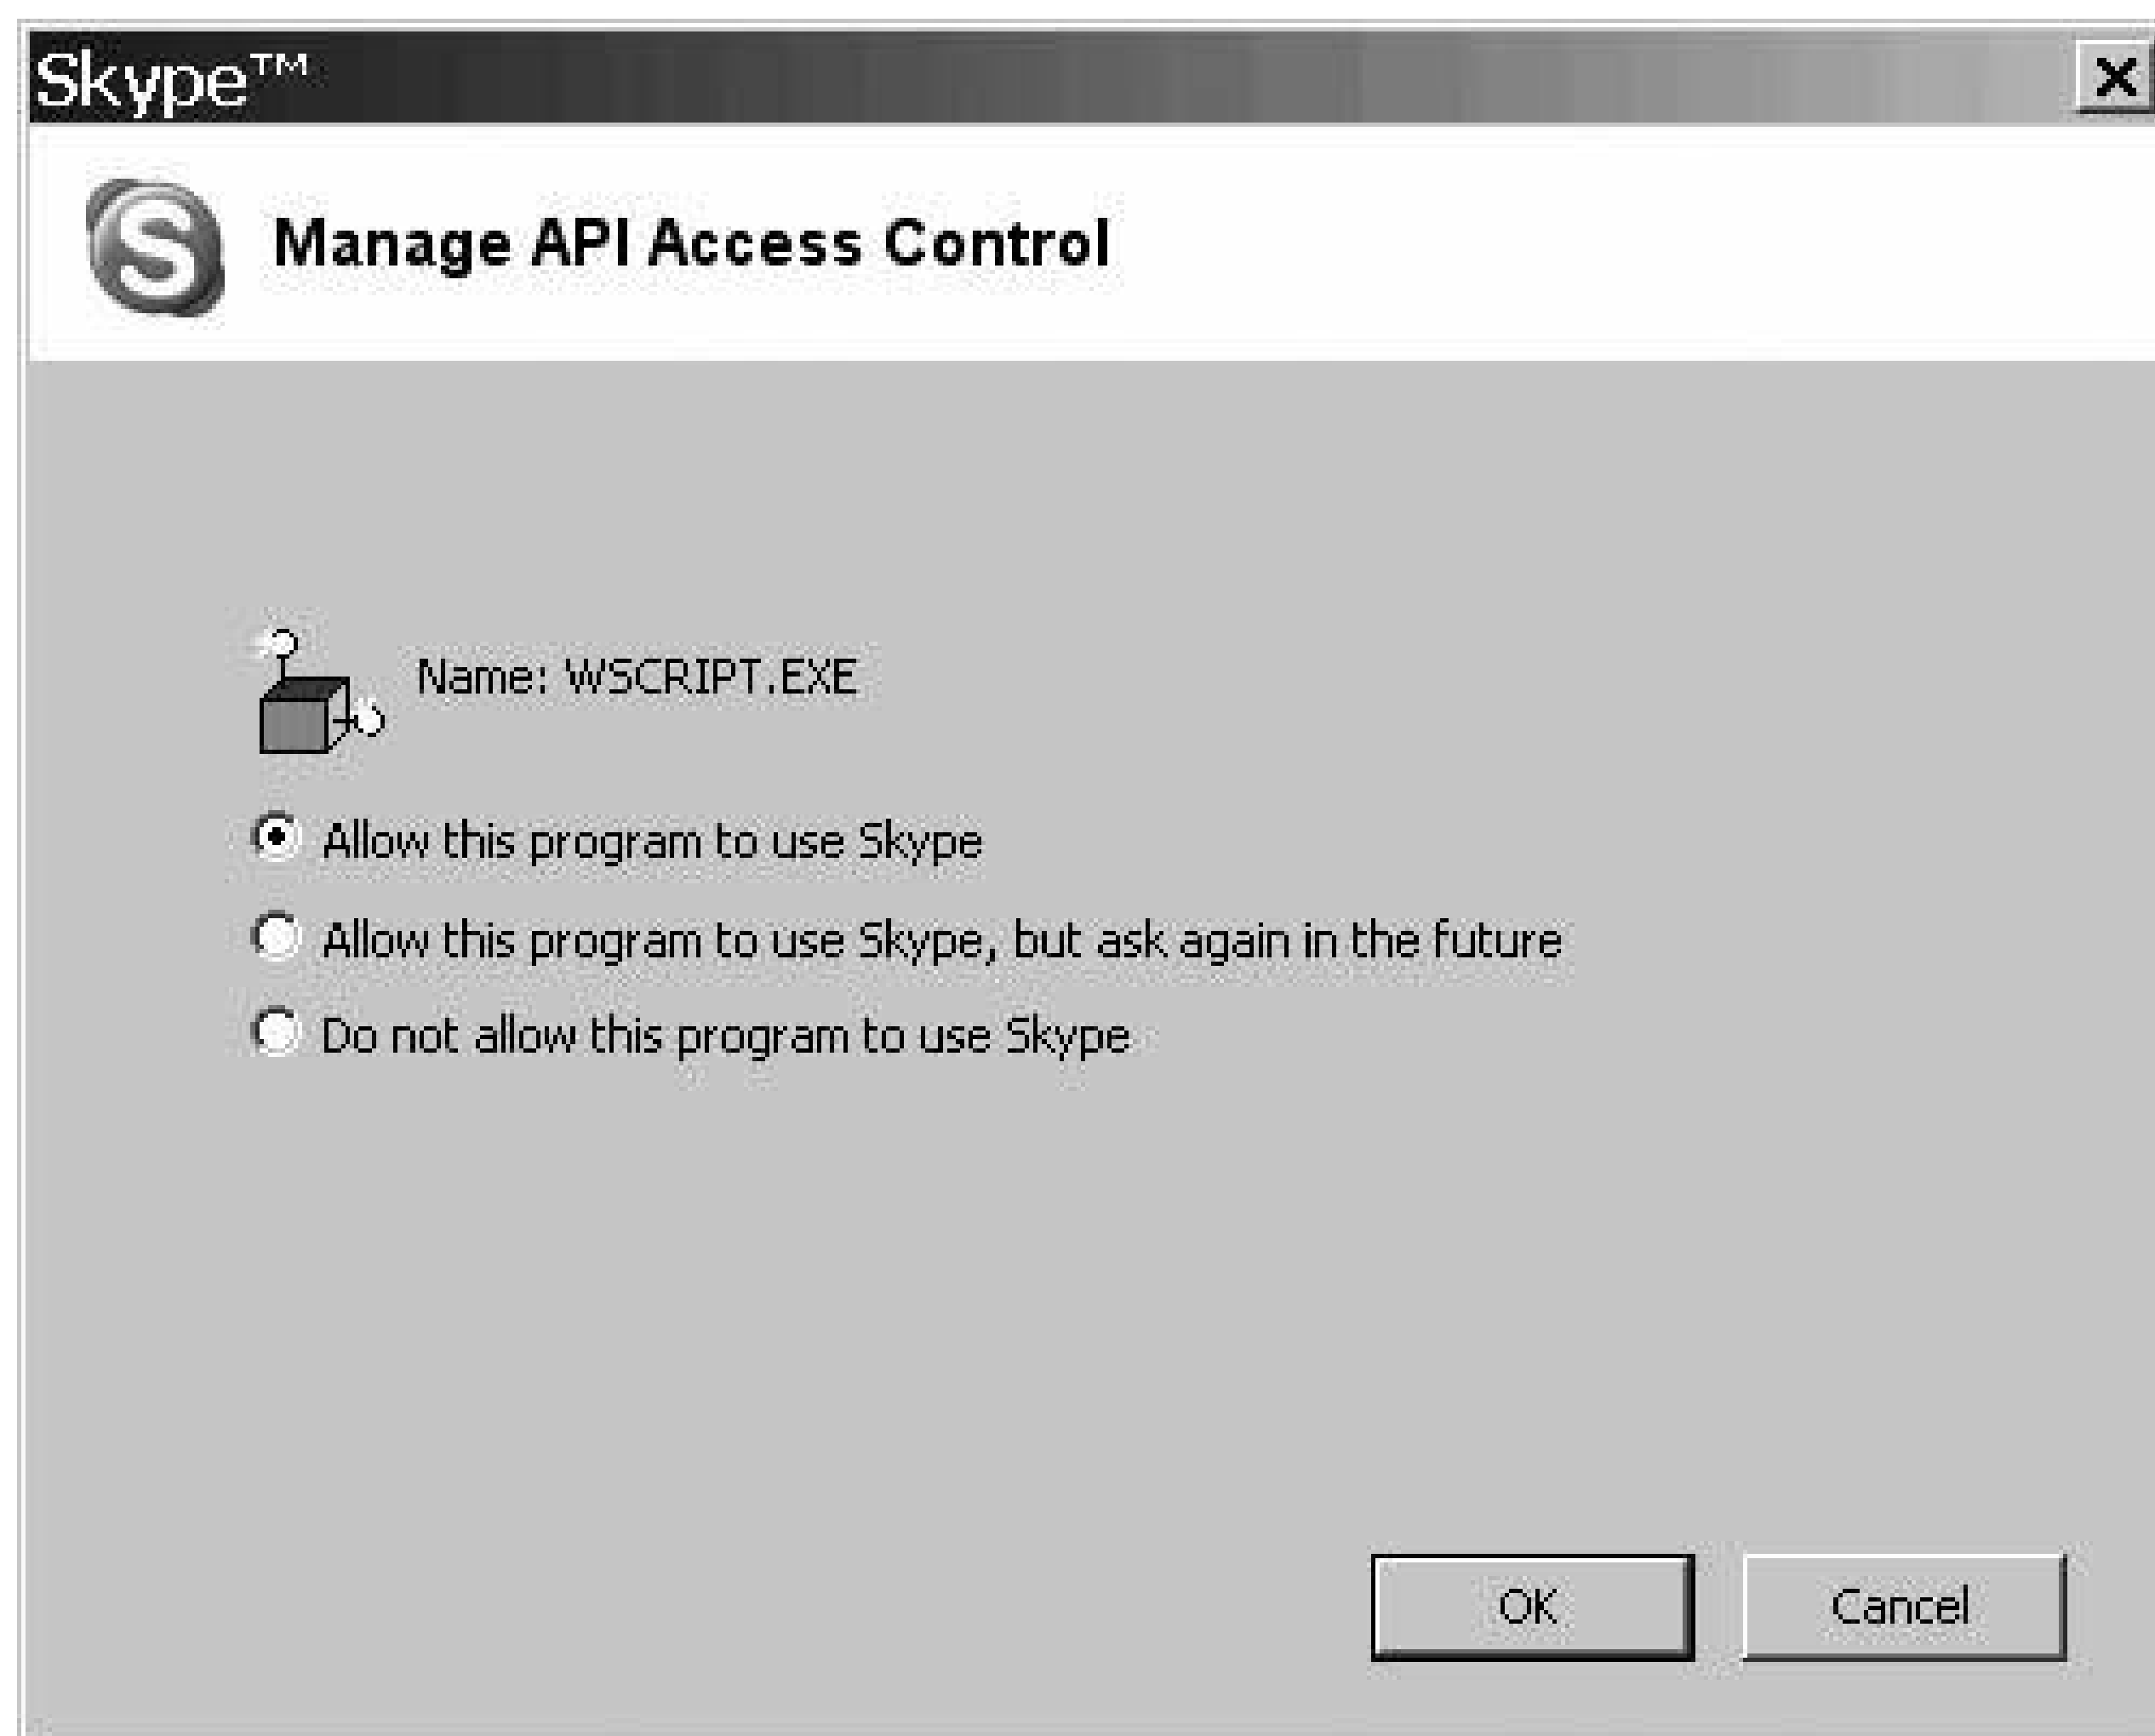 Skype™
Manage API Access Control
Name: WSCRIPT.EXE
Allow this program to use Skype
Allow this program to use Skype, but ask again in the future
Do not allow this program to use Skype
OK Cancel